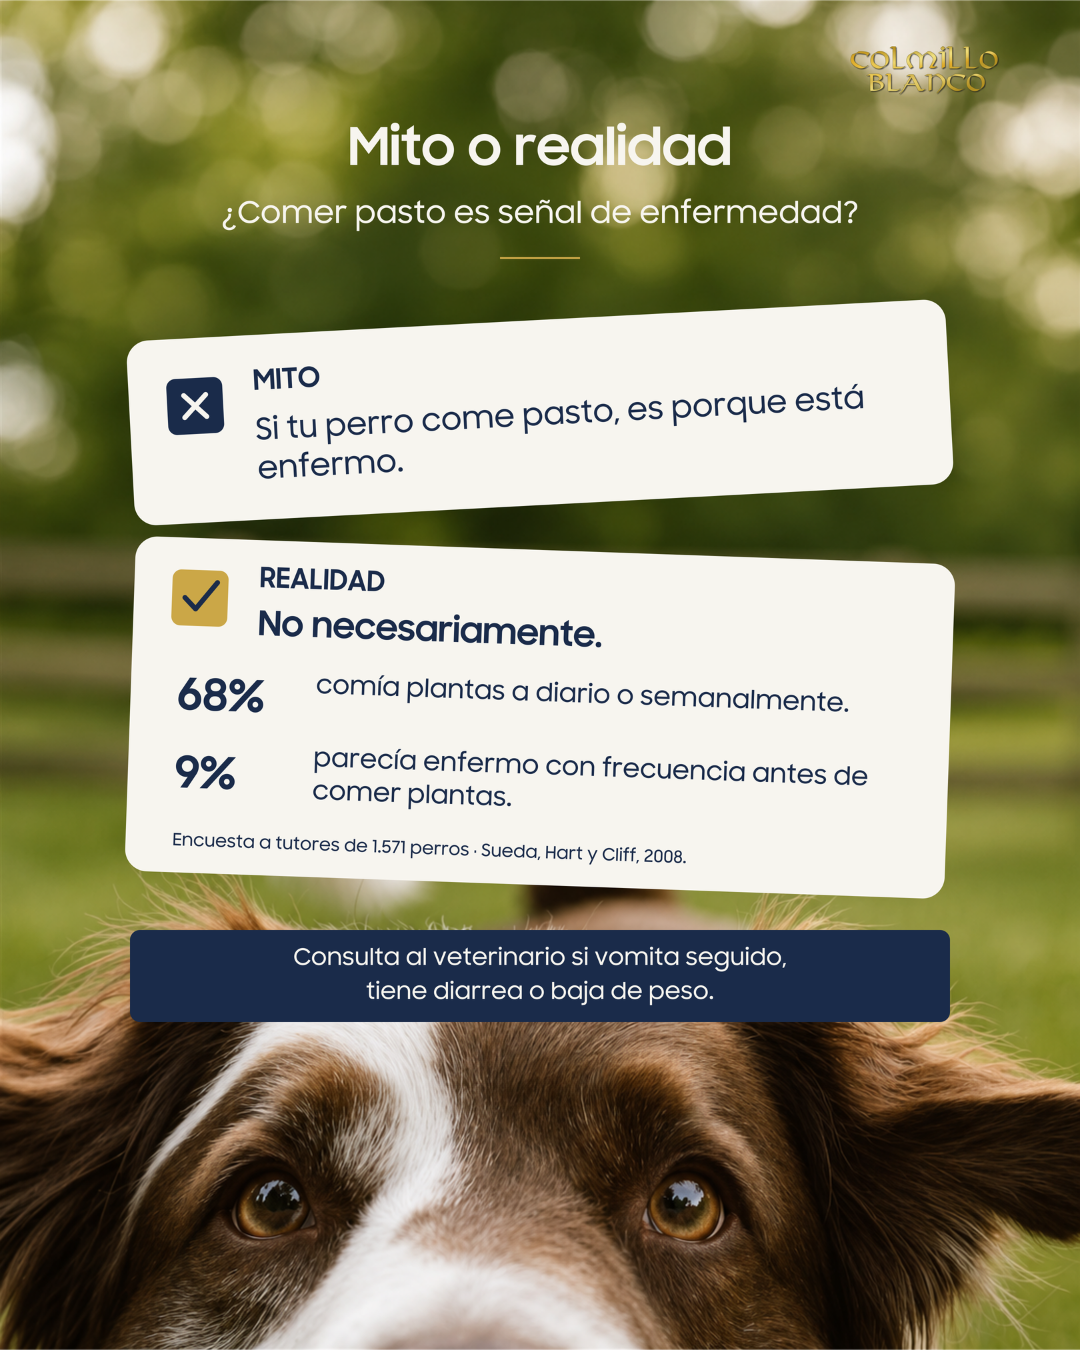 COLMILLO
BLANCO
Mito o realidad
¿Comer pasto es señal de enfermedad?
MITO
Si tu perro come pasto, es porque está
enfermo.
REALIDAD
No necesariamente.
68% comía plantas a diario o semanalmente.
9% parecía enfermo con frecuencia antes de
comer plantas.
Encuesta a tutores de 1.571 perros · Sueda, Hart y Cliff, 2008.
Consulta al veterinario si vomita seguido,
tiene diarrea o baja de peso.